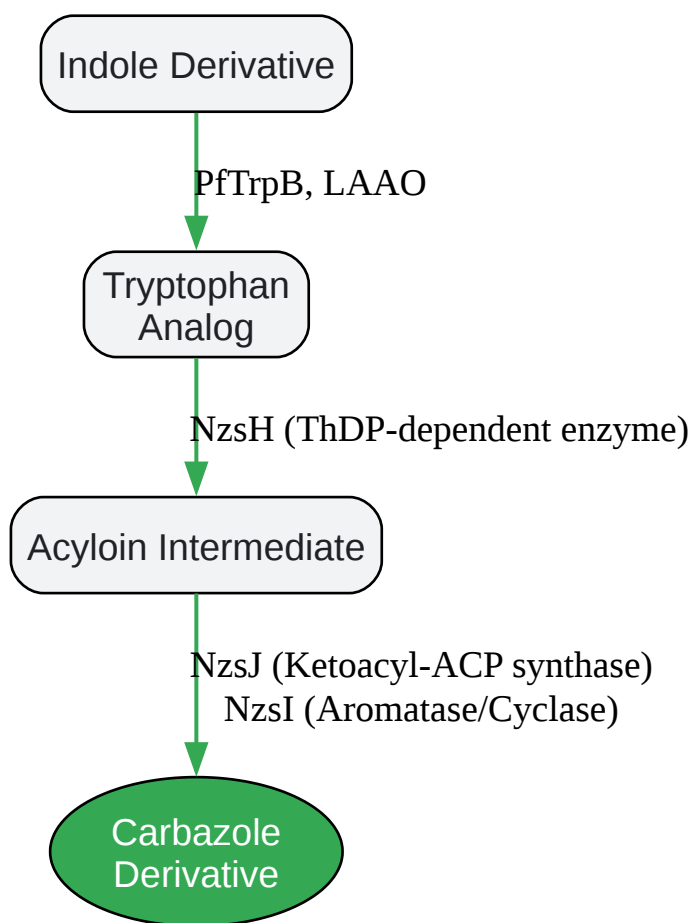 Indole Derivative
PfTrpB, LAAO
Tryptophan
Analog
NzsH (ThDP-dependent enzyme)
Acyloin Intermediate
NzsJ (Ketoacyl-ACP synthase)
NzsI (Aromatase/Cyclase)
Carbazole
Derivative